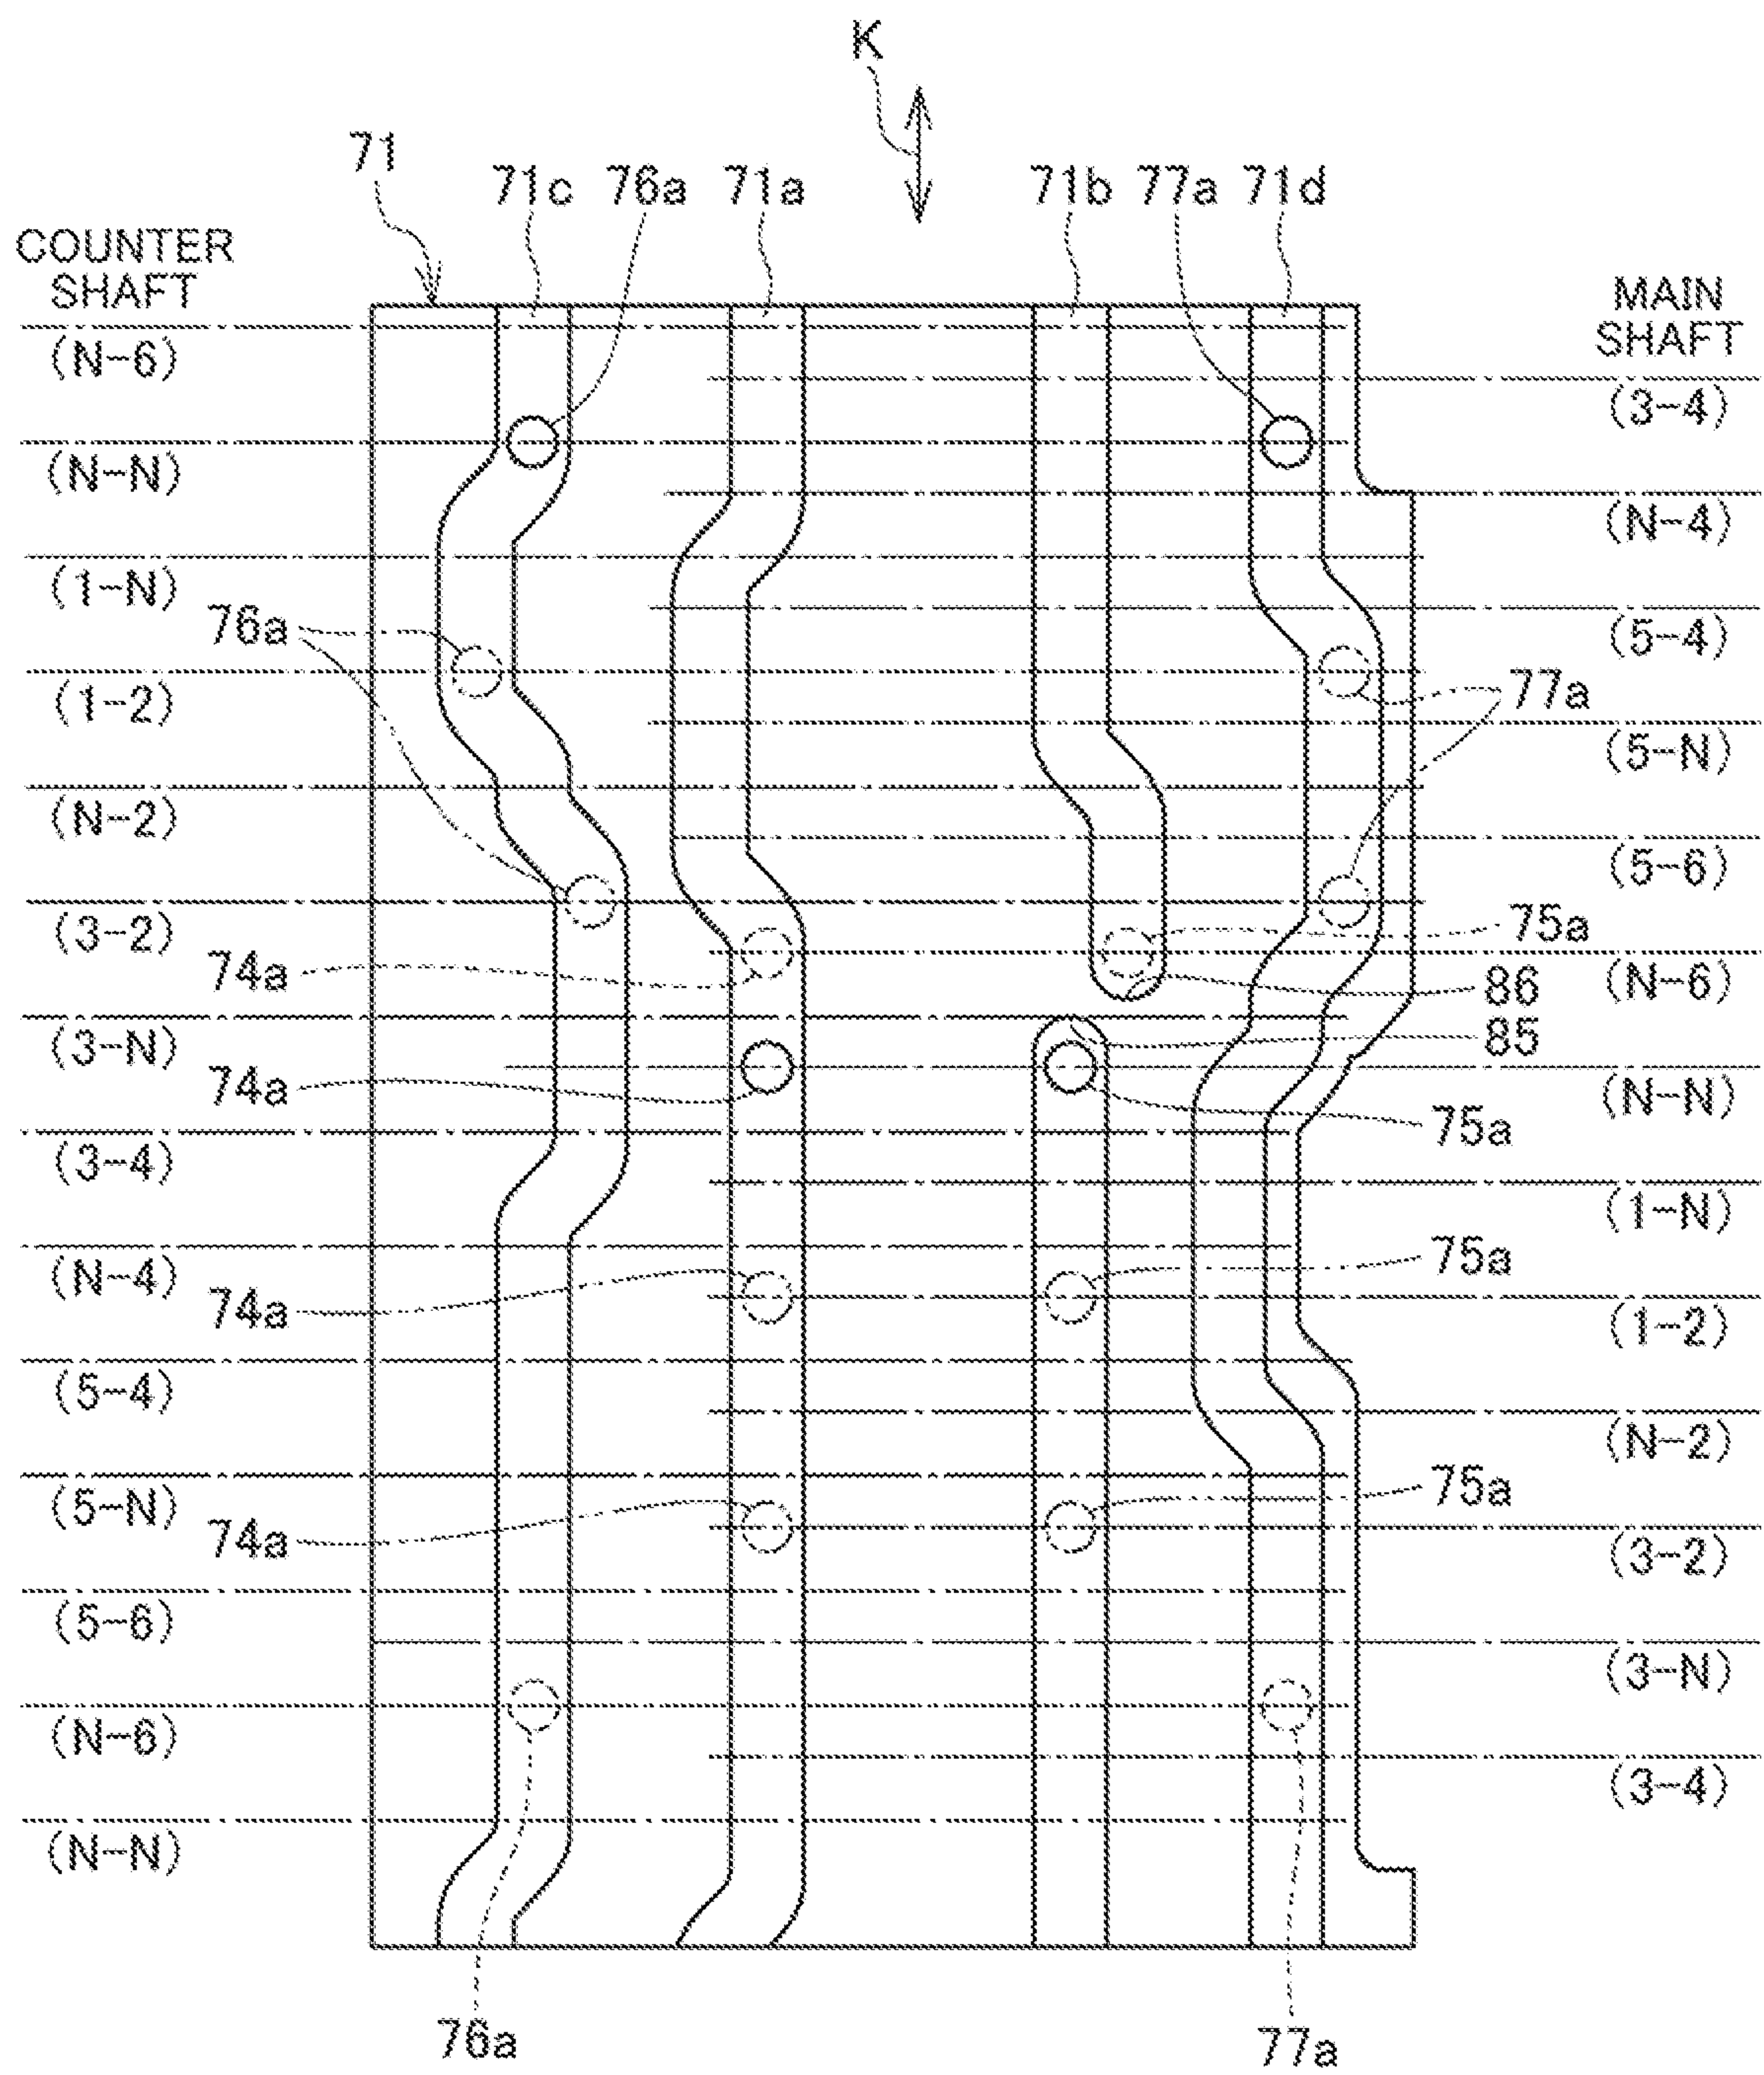 K
71
71c 76a 71a 71b 77a 71d
COUNTER
SHAFT
MAIN
SHAFT
(N-6)
(3-4)
(N-N)
(N-4)
(1-N)
76a
(5-4)
(1-2)
77a
(5-N)
(N-2)
(5-6)
75a
(3-2)
74a
(N-6)
86
85
(3-N)
74a
(N-N)
75a
(3-4)
(1-N)
75a
(N-4)
74a
(1-2)
(5-4)
(N-2)
75a
(5-N)
74a
(3-2)
(5-6)
(3-N)
(N-6)
(3-4)
(N-N)
76a
77a